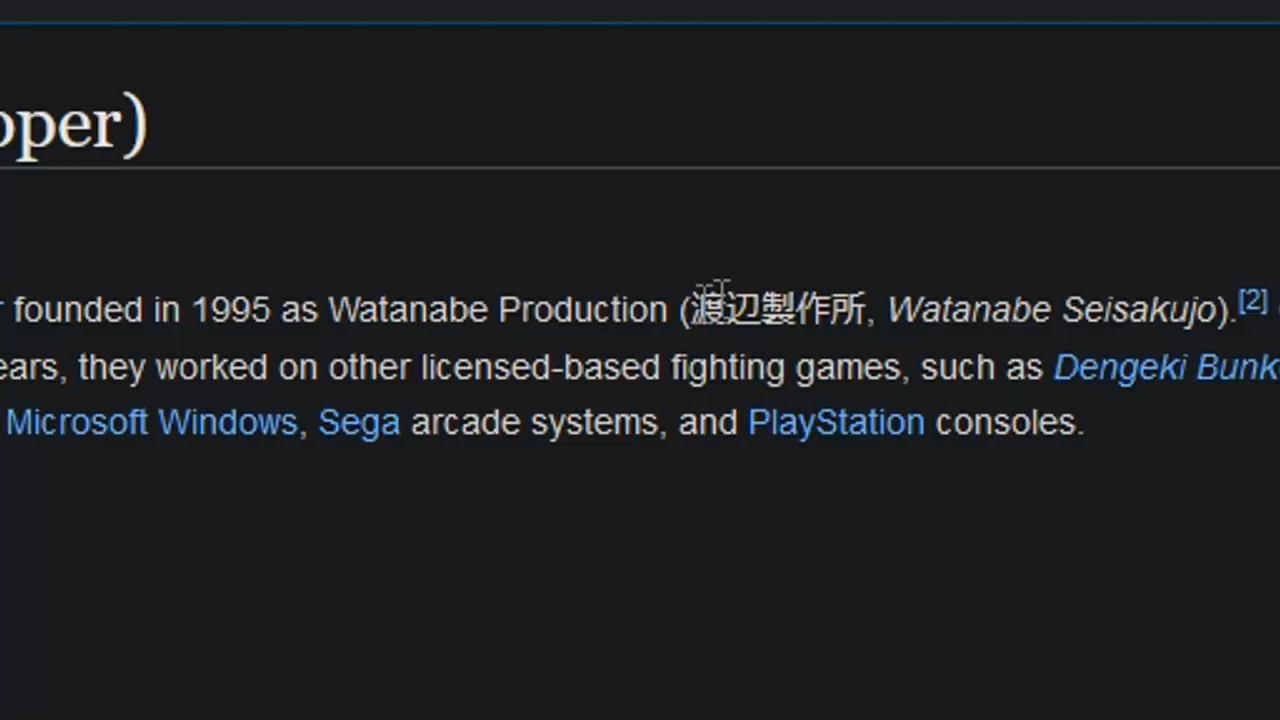 oper)
founded in 1995 as Watanabe Production (渡辺製作所, Watanabe Seisakujo).[2]
ears, they worked on other licensed-based fighting games, such as Dengeki Bunk
Microsoft Windows, Sega arcade systems, and PlayStation consoles.